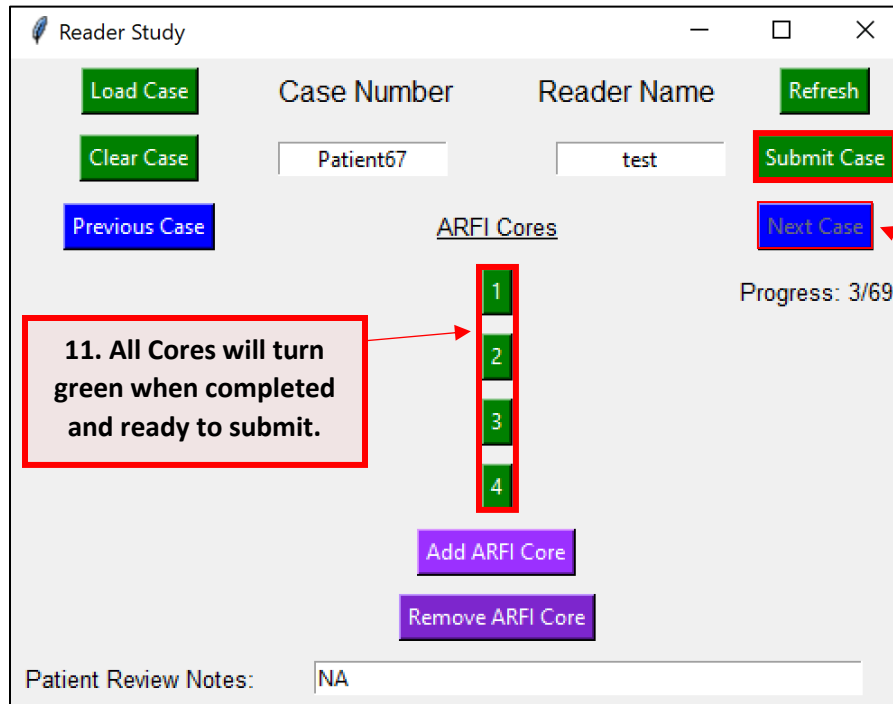 Reader Study
Load Case
Case Number
Reader Name
Refresh
Clear Case
Patient67
test
Submit Case
Previous Case
ARFI Cores
Next Case
1
Progress: 3/69
11. All Cores will turn
green when completed
and ready to submit.
2
3
4
Add ARFI Core
Remove ARFI Core
Patient Review Notes:
NA